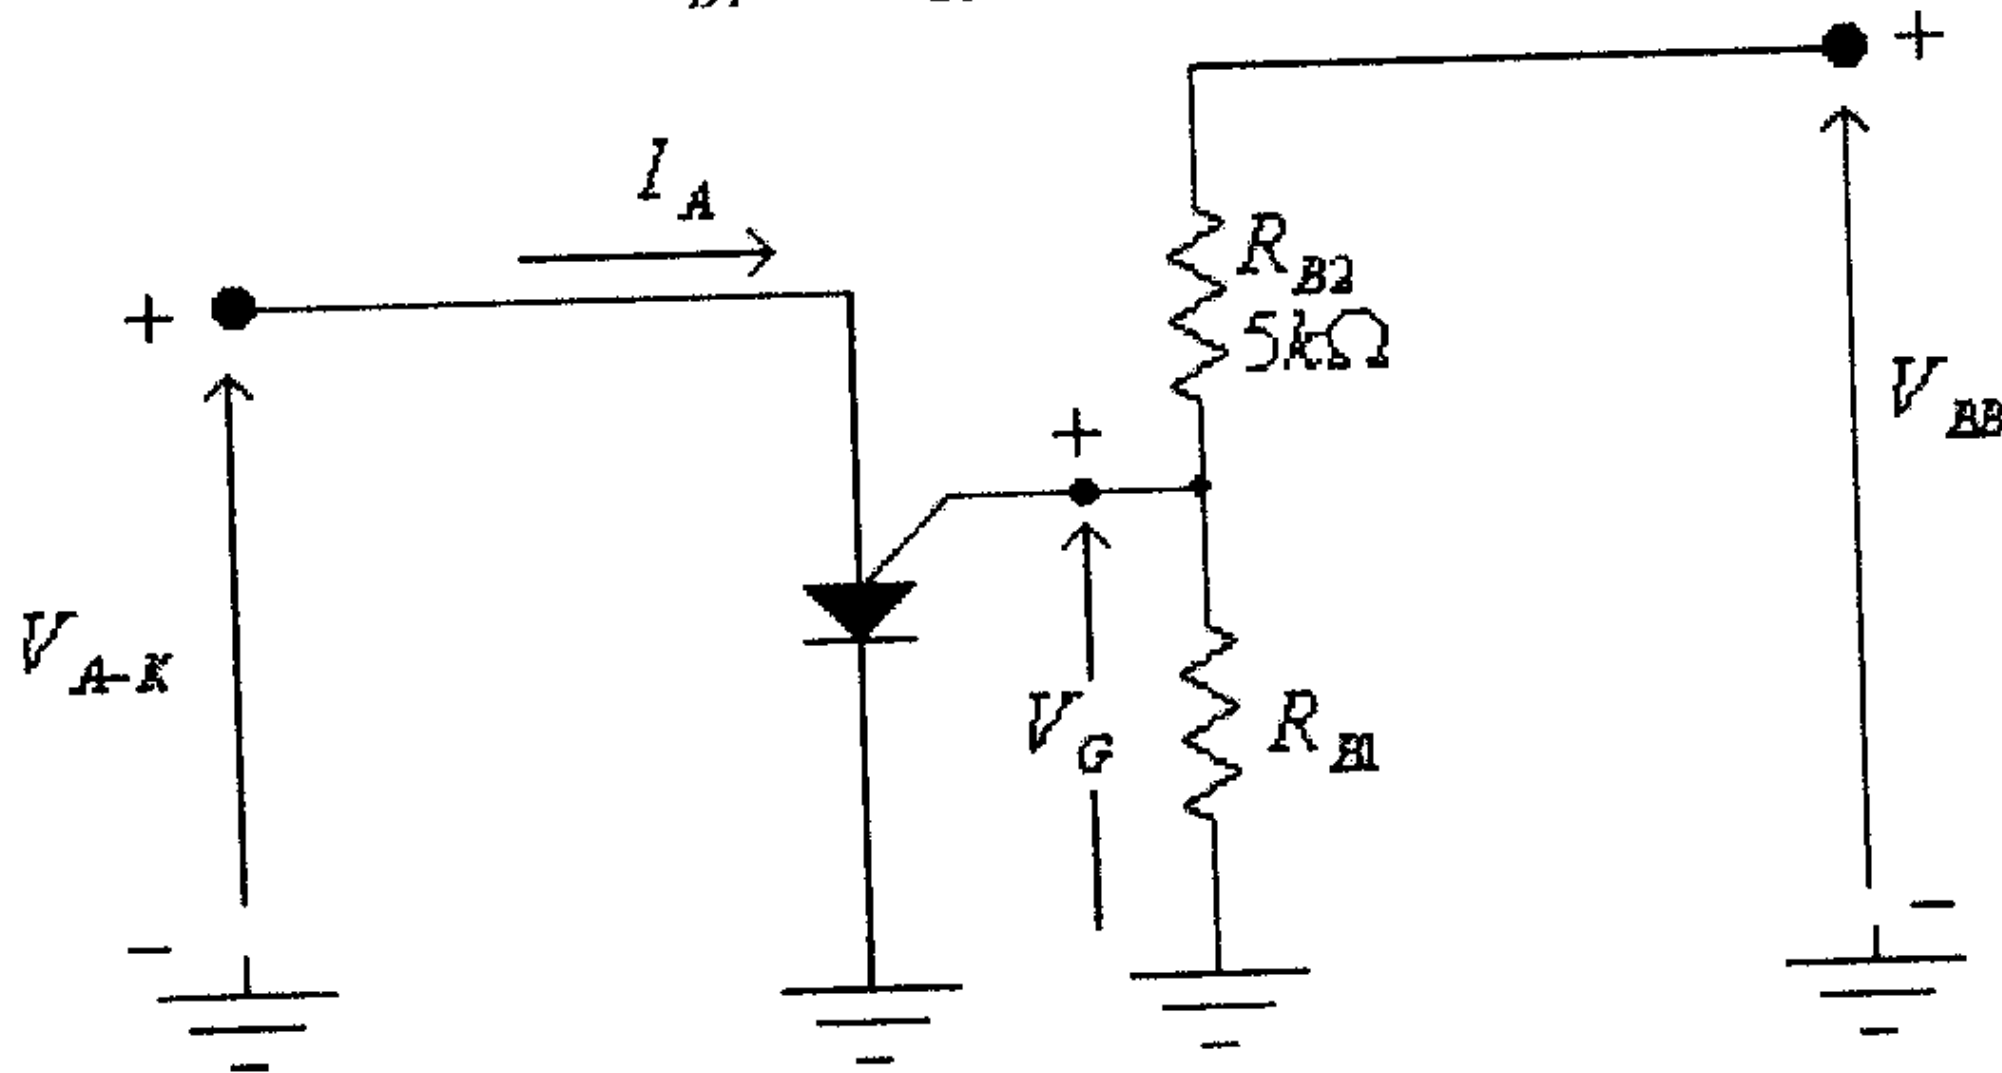 +
I_A
R_B2
+
5kΩ
V_BB
+
V_A-K
V_G
R_B1
-
-